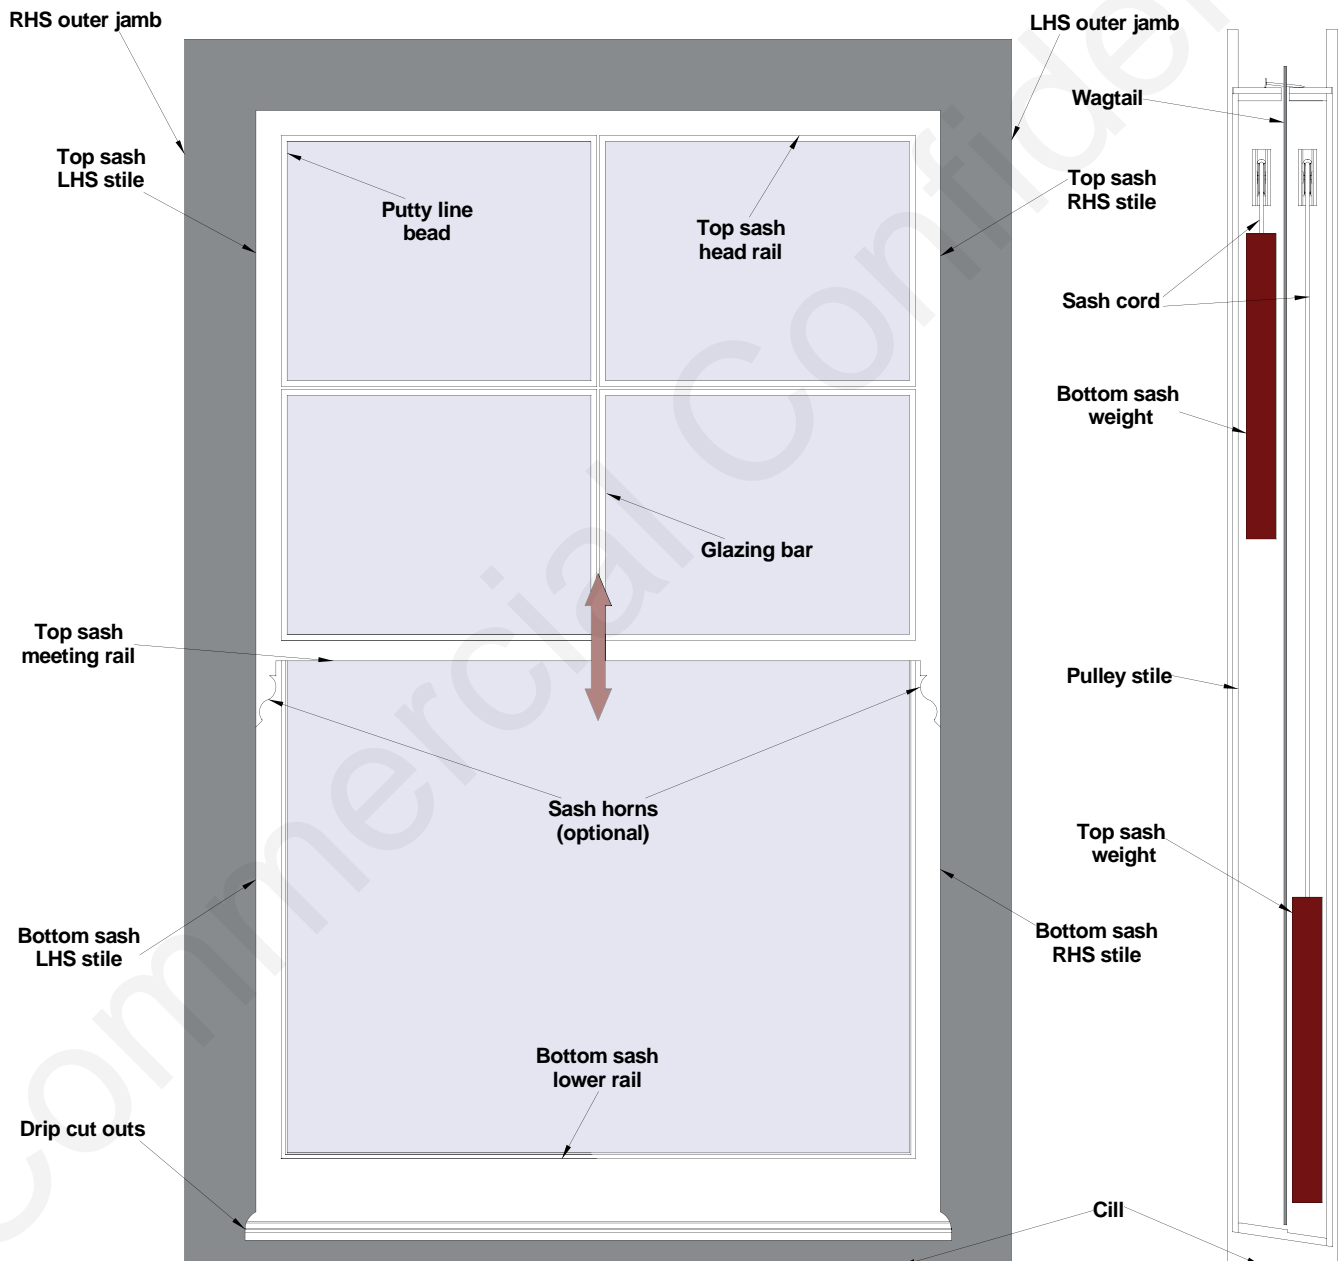 RHS outer jamb
LHS outer jamb
Wagtail
Top sash
LHS stile
Top sash
RHS stile
Putty line
bead
Top sash
head rail
Sash cord
Bottom sash
weight
Glazing bar
Top sash
meeting rail
Pulley stile
Sash horns
(optional)
Top sash
weight
Bottom sash
LHS stile
Bottom sash
RHS stile
Bottom sash
lower rail
Drip cut outs
Cill
Commercial Confiden